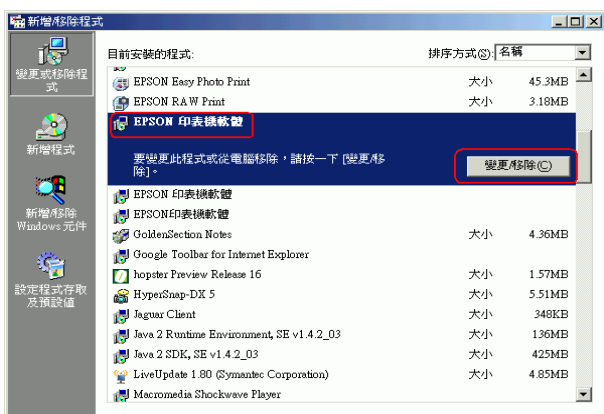 新增/移除程式
變更或移除程
式
新增程式
新增/移除
Windows 元件
設定程式存取
及預設值
目前安裝的程式:
排序方式(S): 名稱
EPSON Easy Photo Print 大小 45.3MB
EPSON RAW Print 大小 3.18MB
EPSON 印表機軟體
要變更此程式或從電腦移除，請按一下 [變更/移
除]。
變更/移除(C)
EPSON 印表機軟體
EPSON印表機軟體
GoldenSection Notes 大小 4.36MB
Google Toolbar for Internet Explorer
hopster Preview Release 16 大小 1.57MB
HyperSnap-DX 5 大小 5.51MB
Jaguar Client 大小 348KB
Java 2 Runtime Environment, SE v1.4.2_03 大小 136MB
Java 2 SDK, SE v1.4.2_03 大小 425MB
LiveUpdate 1.80 (Symantec Corporation) 大小 4.85MB
Macromedia Shockwave Player